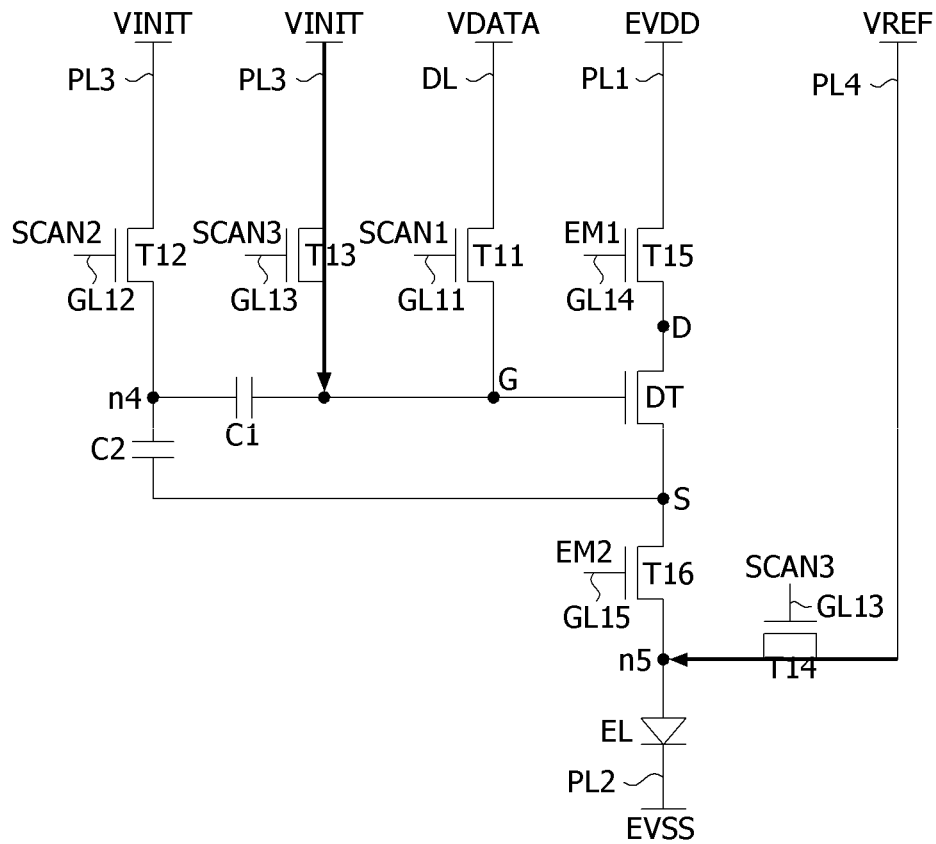 VINIT VINIT VDATA EVDD VREF
PL3 PL3 DL PL1 PL4
SCAN2 SCAN3 SCAN1 EM1
T12 T13 T11 T15
GL12 GL13 GL11 GL14
D
G
n4 DT
C1
C2
S
EM2 SCAN3
T16
GL15 GL13
n5 T14
EL
PL2
EVSS